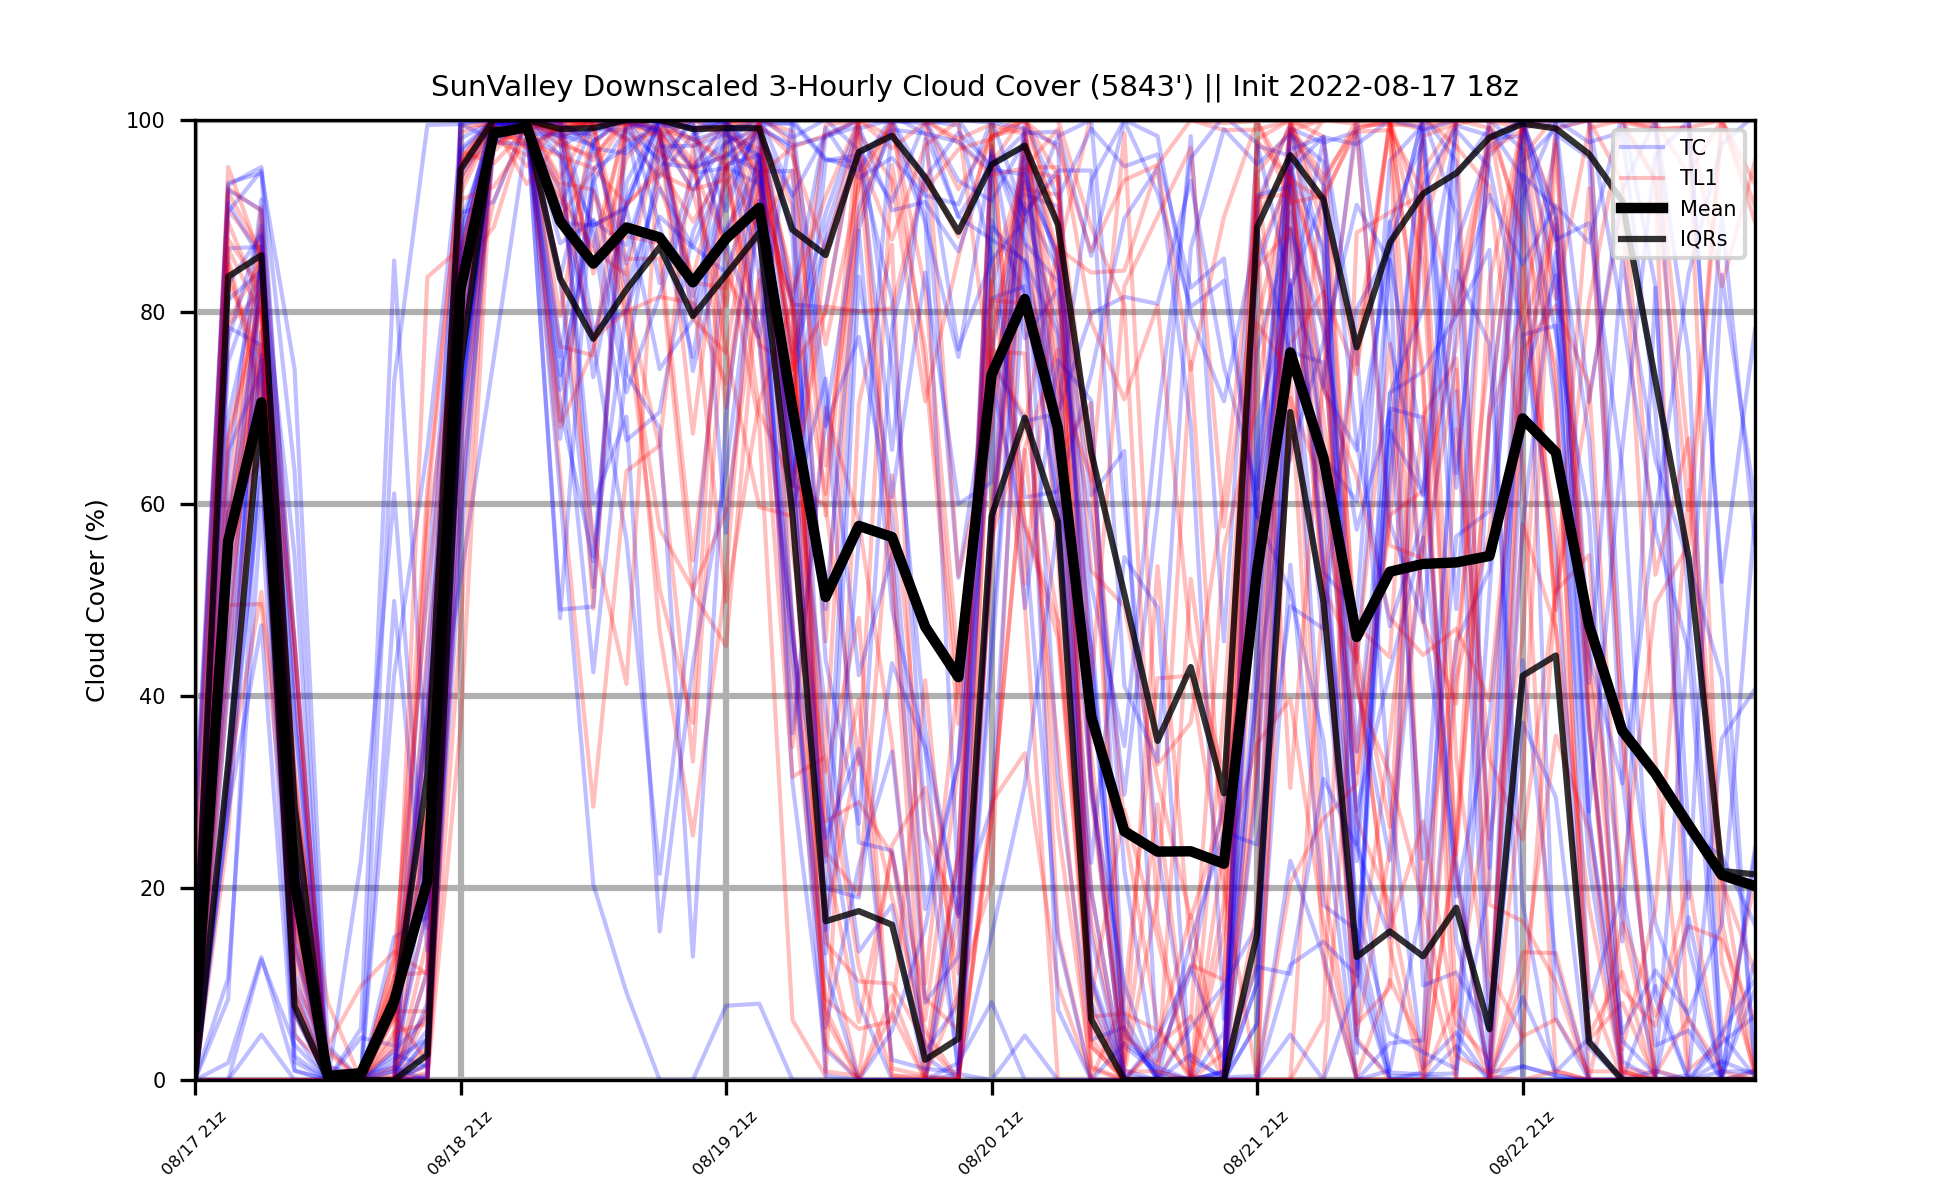 SunValley Downscaled 3-Hourly Cloud Cover (5843') || Init 2022-08-17 18z
Cloud Cover (%)
100
80
60
40
20
0
TC
TL1
Mean
IQRs
08/17 21z
08/18 21z
08/19 21z
08/20 21z
08/21 21z
08/22 21z